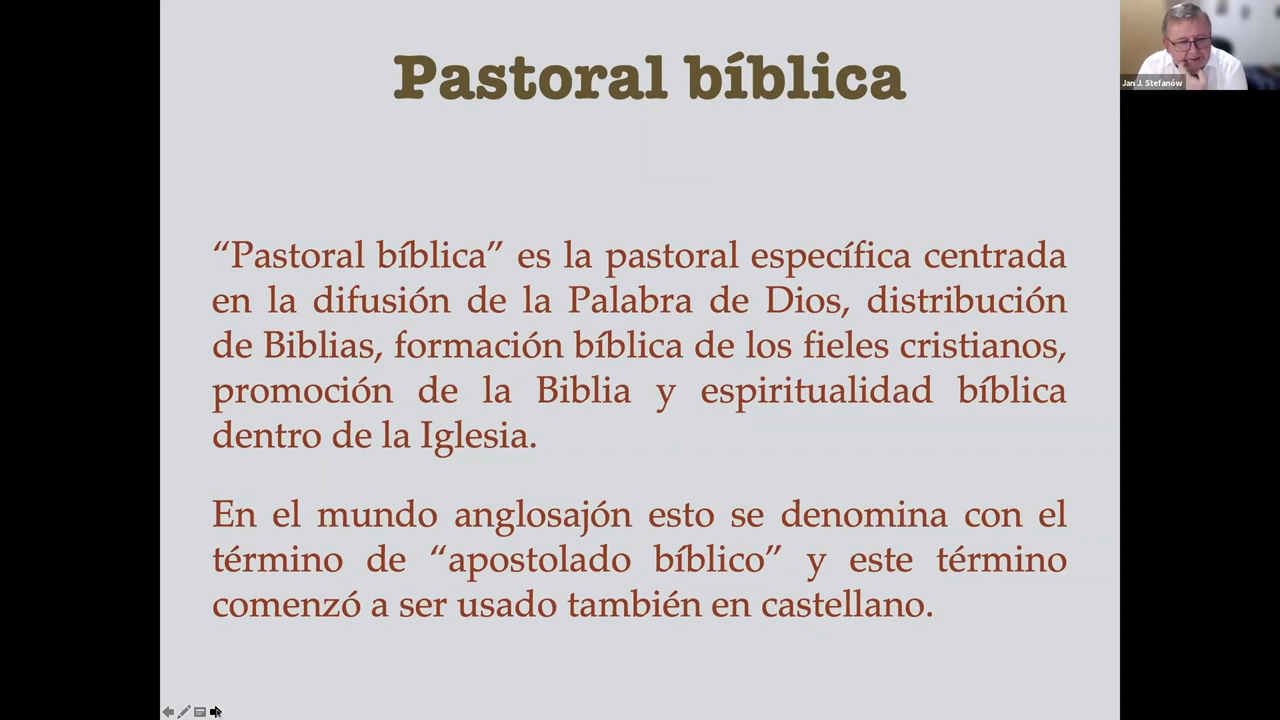 Pastoral bíblica
Jan J. Stefanów
“Pastoral bíblica” es la pastoral específica centrada
en la difusión de la Palabra de Dios, distribución
de Biblias, formación bíblica de los fieles cristianos,
promoción de la Biblia y espiritualidad bíblica
dentro de la Iglesia.
En el mundo anglosajón esto se denomina con el
término de “apostolado bíblico” y este término
comenzó a ser usado también en castellano.